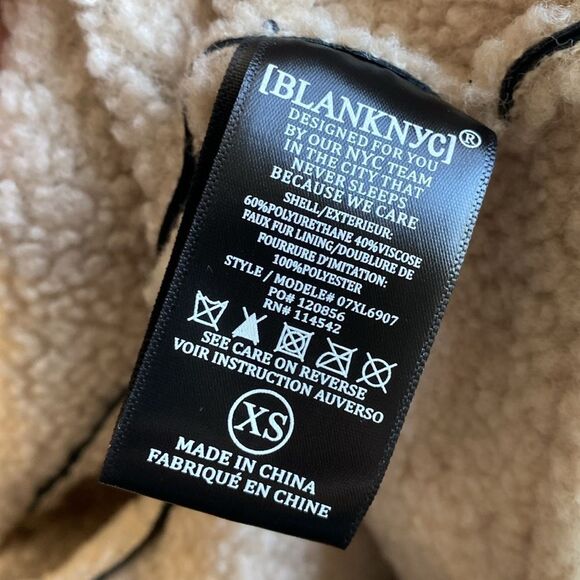 [BLANKNYC]®
DESIGNED FOR YOU
BY OUR NYC TEAM
IN THE CITY THAT
NEVER SLEEPS
BECAUSE WE CARE
SHELL/EXTERIEUR:
60%POLYURETHANE 40%VISCOSE
FAUX FUR LINING/DOUBLURE DE
FOURRURE D'IMITATION:
100%POLYESTER
STYLE / MODELE# 07XL6907
PO# 120856
RN# 114542
SEE CARE ON REVERSE
VOIR INSTRUCTION AUVERSO
XS
MADE IN CHINA
FABRIQUÉ EN CHINE